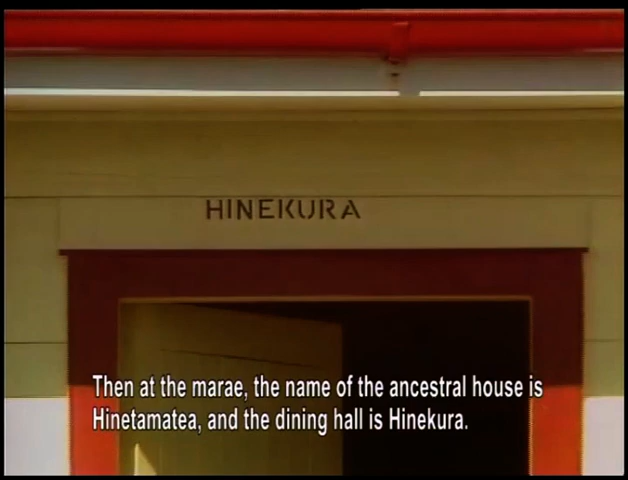 HINEKURA
Then at the marae, the name of the ancestral house is
Hinetamatea, and the dining hall is Hinekura.